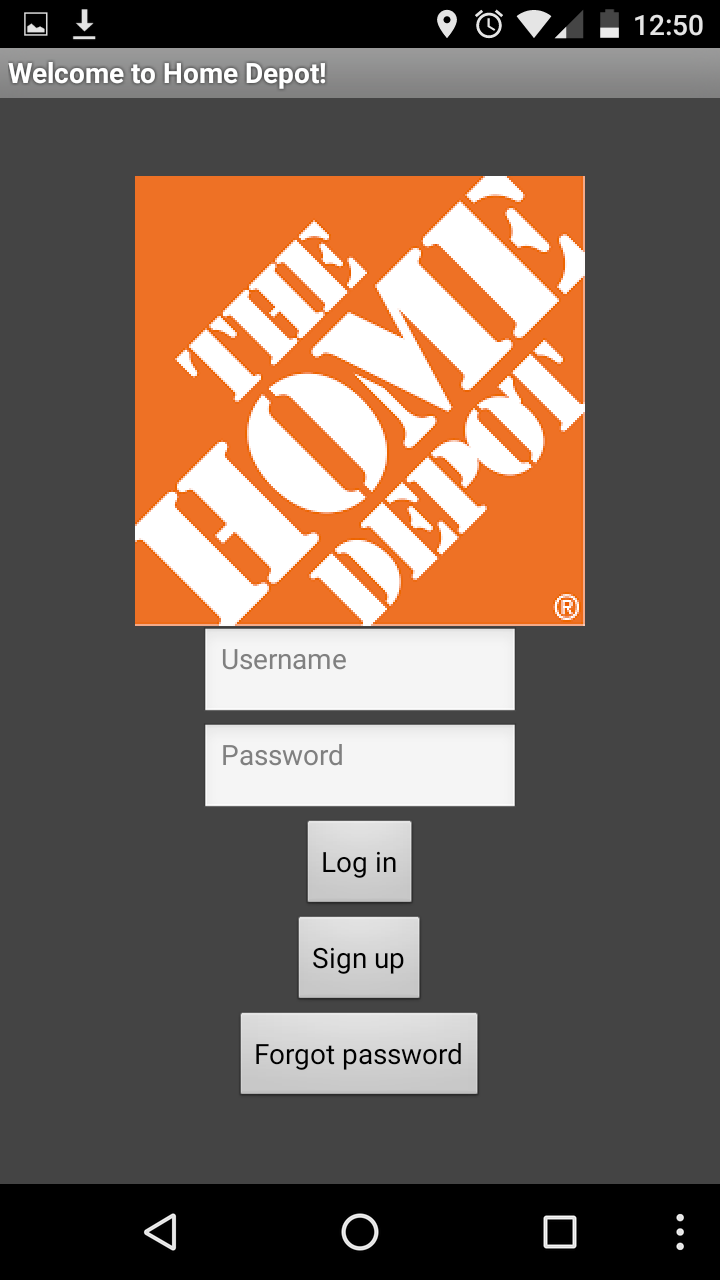 12:50
Welcome to Home Depot!
THE
HOME
DEPOT
®
Username
Password
Log in
Sign up
Forgot password